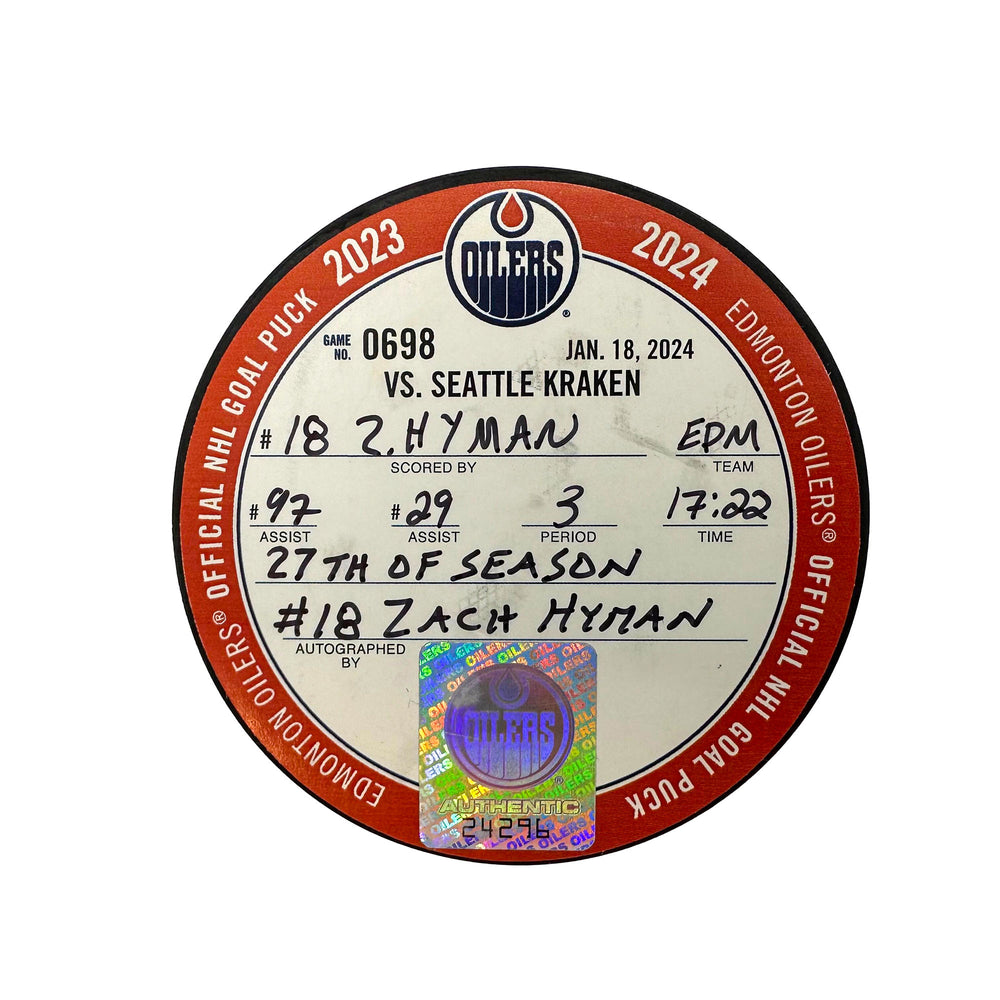 2023 2024
OILERS®
EDMONTON OILERS® OFFICIAL NHL GOAL PUCK
EDMONTON OILERS® OFFICIAL NHL GOAL PUCK
GAME NO. 0698 JAN. 18, 2024
VS. SEATTLE KRAKEN
#18 Z. HYMAN EDM
SCORED BY TEAM
#97 #29 3 17:22
ASSIST ASSIST PERIOD TIME
27TH OF SEASON
#18 ZACH HYMAN
AUTOGRAPHED
BY
OILERS®
AUTHENTIC
24296